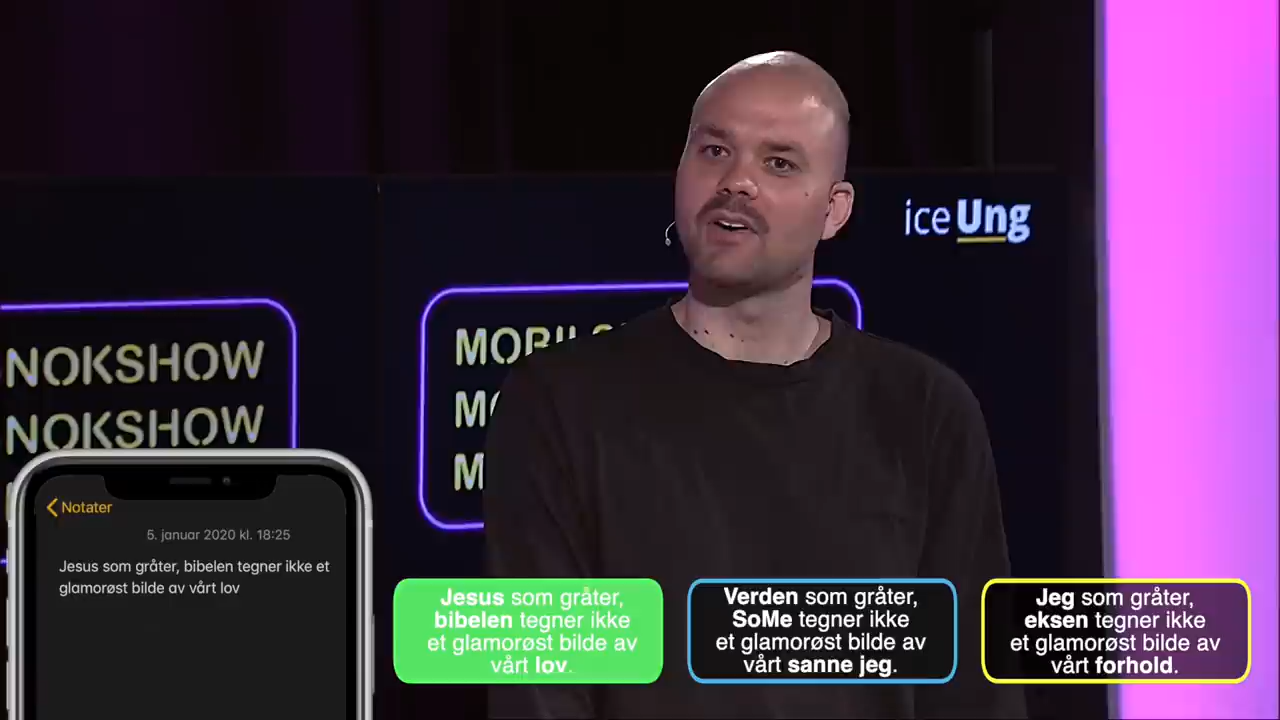 ice Ung
NOKSHOW
NOKSHOW
Notater
5. januar 2020 kl. 18:25
Jesus som gråter, bibelen tegner ikke et
glamorøst bilde av vårt lov
Jesus som gråter,
bibelen tegner ikke
et glamorøst bilde av
vårt lov.
Verden som gråter,
SoMe tegner ikke
et glamorøst bilde av
vårt sanne jeg.
Jeg som gråter,
eksen tegner ikke
et glamorøst bilde av
vårt forhold.